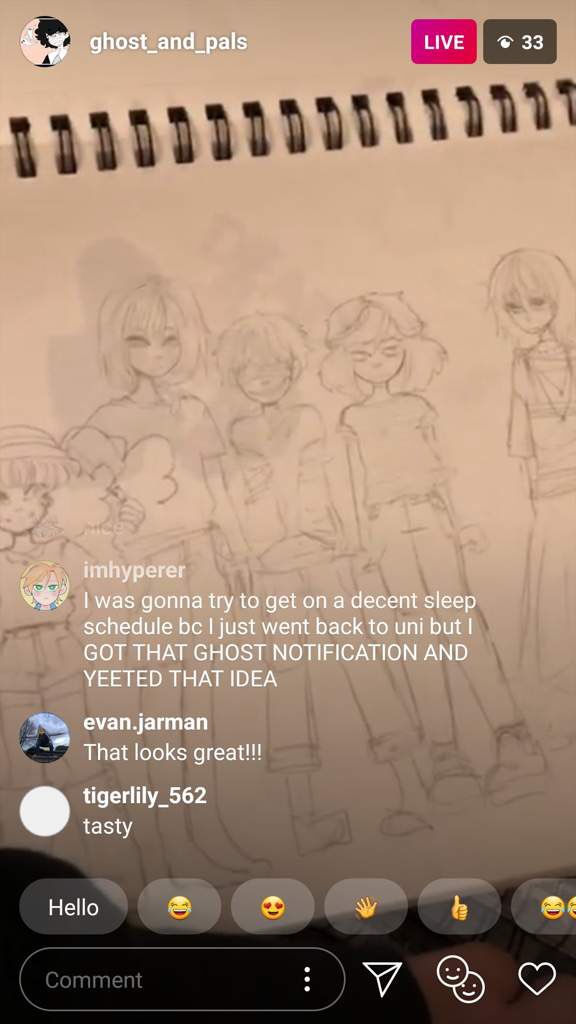 ghost_and_pals
LIVE
33
nice
imhyperer
I was gonna try to get on a decent sleep
schedule bc I just went back to uni but I
GOT THAT GHOST NOTIFICATION AND
YEETED THAT IDEA
evan.jarman
That looks great!!!
tigerlily_562
tasty
Hello
Comment